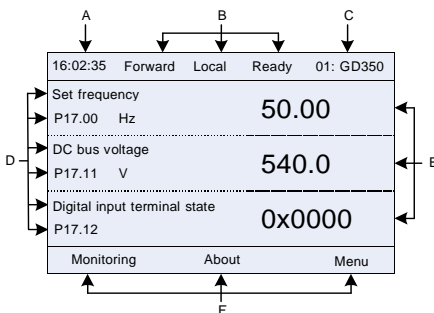 A B C
16:02:35 Forward Local Ready 01: GD350
Set frequency
P17.00 Hz
50.00
DC bus voltage
P17.11 V
540.0
Digital input terminal state
P17.12
0x0000
D
E
Monitoring About Menu
F